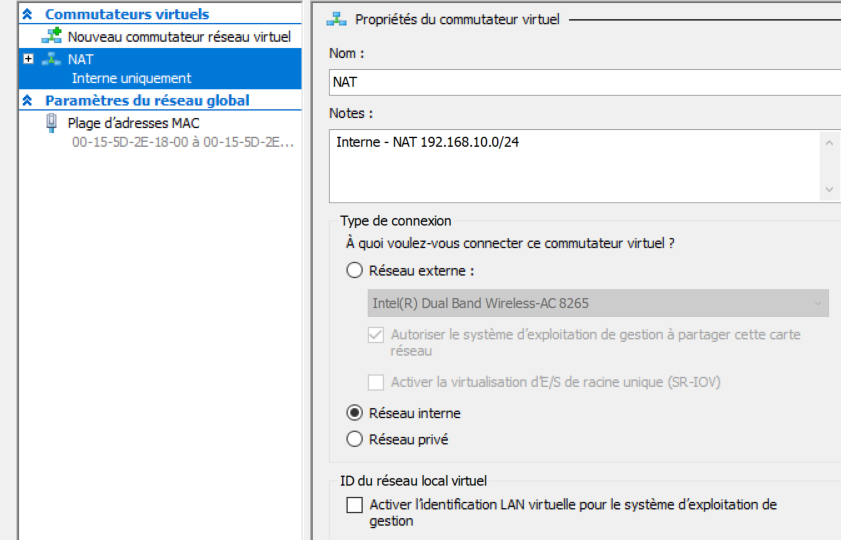 Commutateurs virtuels
Nouveau commutateur réseau virtuel
NAT
Interne uniquement
Paramètres du réseau global
Plage d'adresses MAC
00-15-5D-2E-18-00 à 00-15-5D-2E...
Propriétés du commutateur virtuel
Nom :
NAT
Notes :
Interne - NAT 192.168.10.0/24
Type de connexion
À quoi voulez-vous connecter ce commutateur virtuel ?
Réseau externe :
Intel(R) Dual Band Wireless-AC 8265
Autoriser le système d'exploitation de gestion à partager cette carte
réseau
Activer la virtualisation d'E/S de racine unique (SR-IOV)
Réseau interne
Réseau privé
ID du réseau local virtuel
Activer l'identification LAN virtuelle pour le système d'exploitation de
gestion